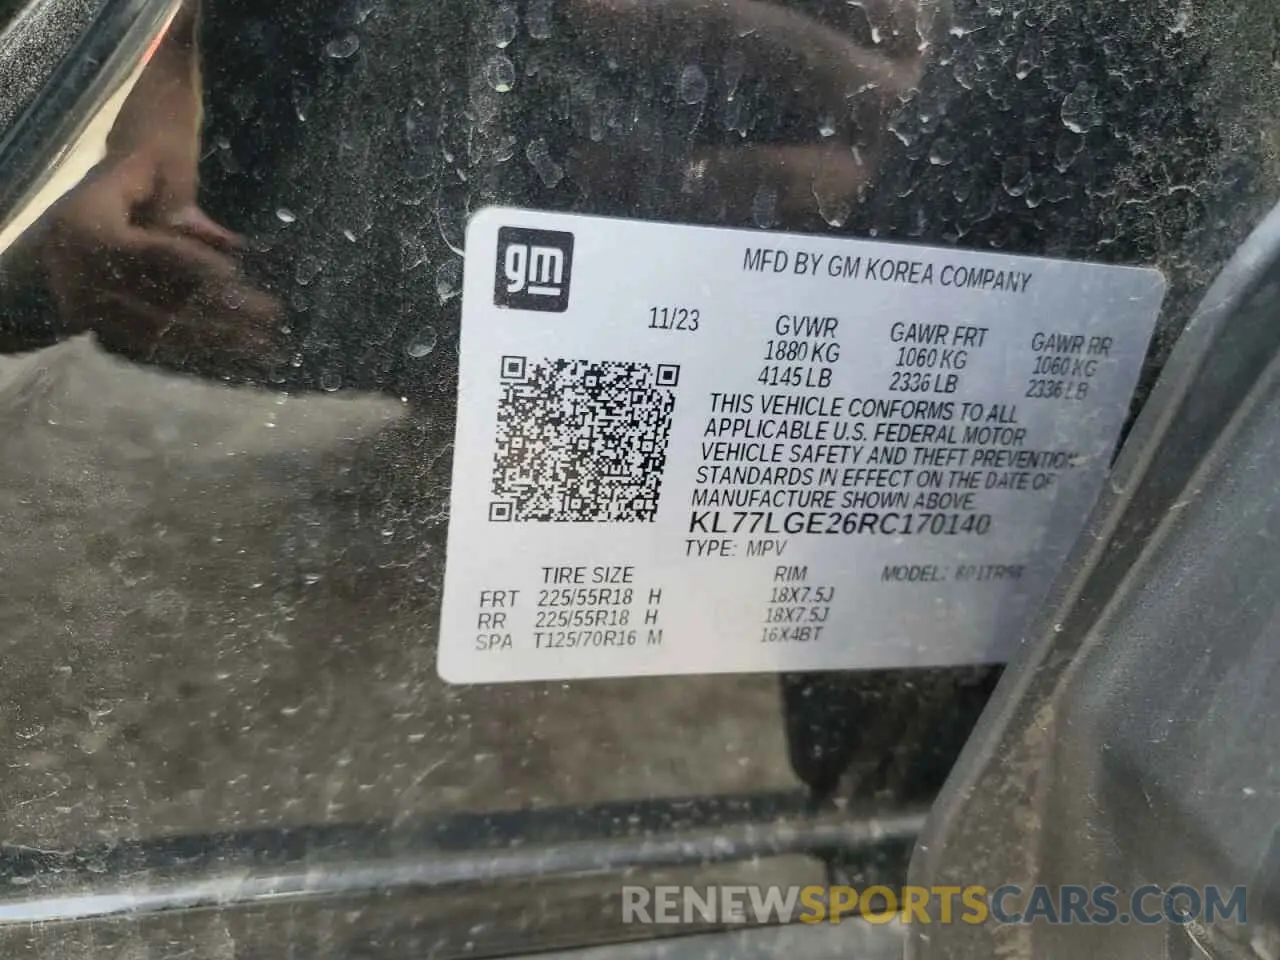 gm
MFD BY GM KOREA COMPANY
11/23 GVWR GAWR FRT GAWR RR
1880 KG 1060 KG 1060 KG
4145 LB 2336 LB 2336 LB
THIS VEHICLE CONFORMS TO ALL
APPLICABLE U.S. FEDERAL MOTOR
VEHICLE SAFETY AND THEFT PREVENTION
STANDARDS IN EFFECT ON THE DATE OF
MANUFACTURE SHOWN ABOVE.
KL77LGE26RC170140
TYPE: MPV
TIRE SIZE RIM MODEL:
FRT 225/55R18 H 18X7.5J
RR 225/55R18 H 18X7.5J
SPA T125/70R16 M 16X4BT
RENEWSPORTSCARS.COM